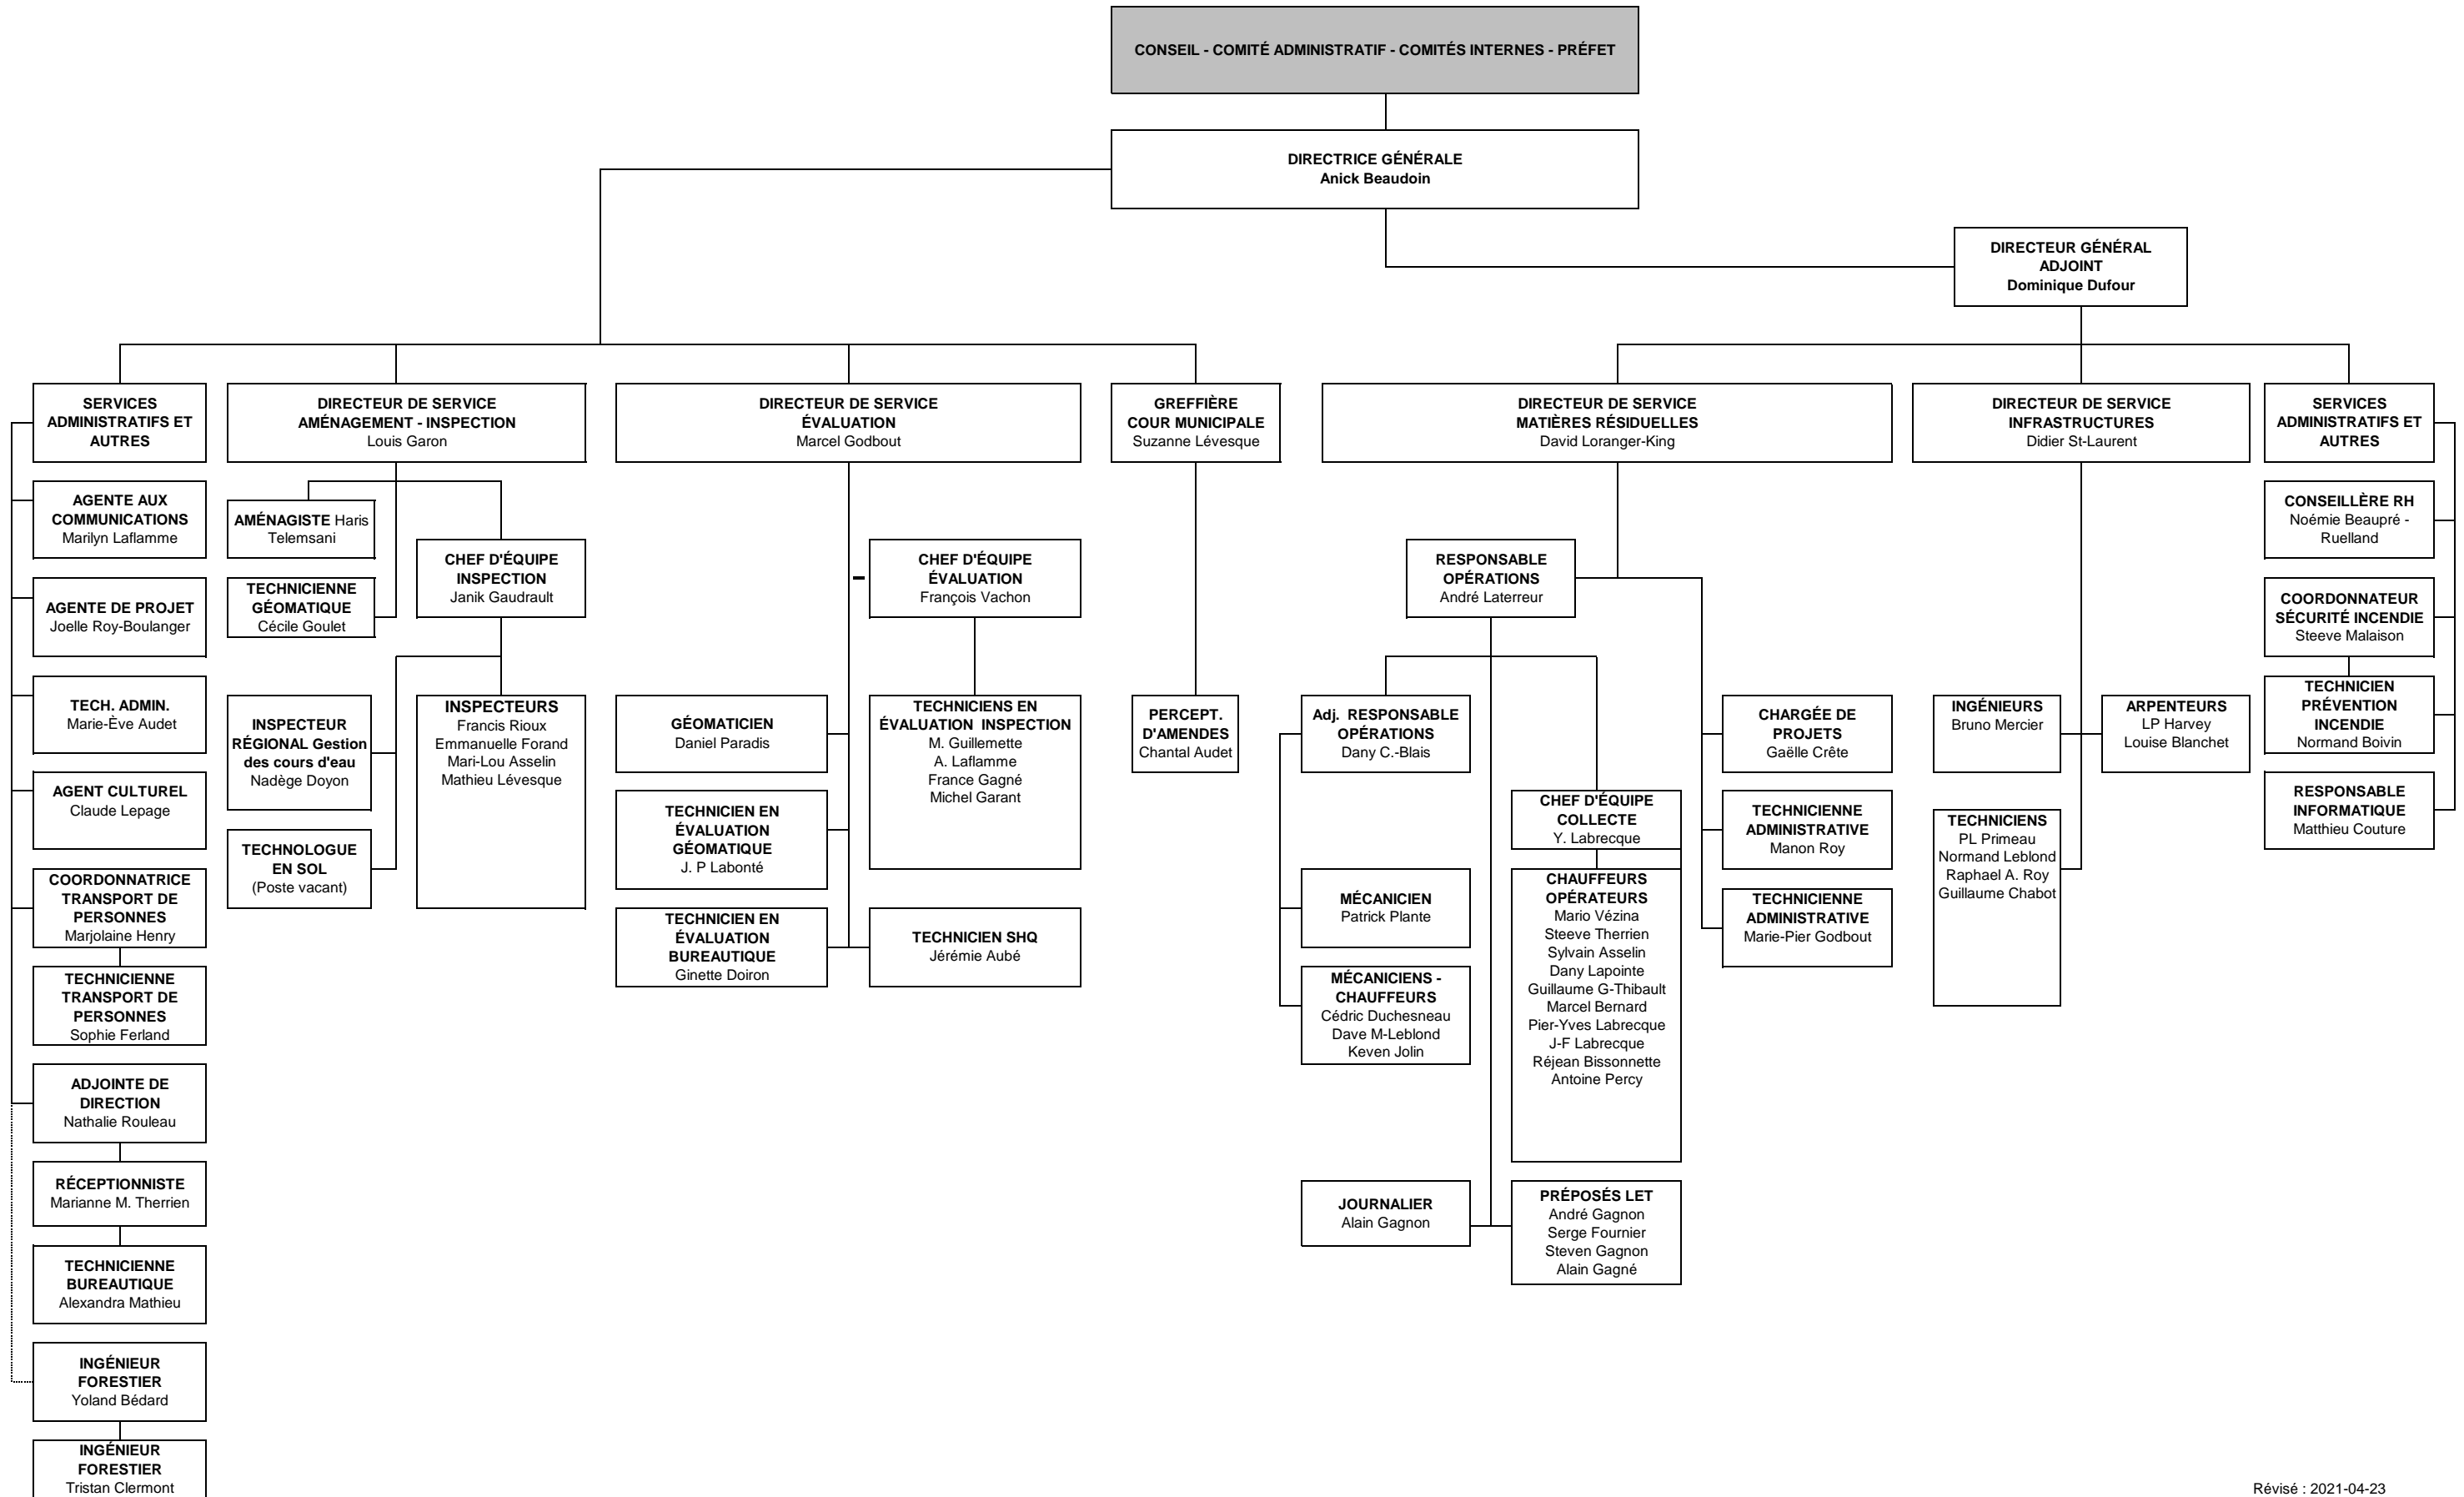 CONSEIL - COMITÉ ADMINISTRATIF - COMITÉS INTERNES - PRÉFET
DIRECTRICE GÉNÉRALE
Anick Beaudoin
DIRECTEUR GÉNÉRAL
ADJOINT
Dominique Dufour
SERVICES
ADMINISTRATIFS ET
AUTRES
AGENTE AUX
COMMUNICATIONS
Marilyn Laflamme
AGENTE DE PROJET
Joelle Roy-Boulanger
TECH. ADMIN.
Marie-Ève Audet
AGENT CULTUREL
Claude Lepage
COORDONNATRICE
TRANSPORT DE
PERSONNES
Marjolaine Henry
TECHNICIENNE
TRANSPORT DE
PERSONNES
Sophie Ferland
ADJOINTE DE
DIRECTION
Nathalie Rouleau
RÉCEPTIONNISTE
Marianne M. Therrien
TECHNICIENNE
BUREAUTIQUE
Alexandra Mathieu
INGÉNIEUR
FORESTIER
Yoland Bédard
INGÉNIEUR
FORESTIER
Tristan Clermont
DIRECTEUR DE SERVICE
AMÉNAGEMENT - INSPECTION
Louis Garon
AMÉNAGISTE Haris
Telemsani
TECHNICIENNE
GÉOMATIQUE
Cécile Goulet
CHEF D'ÉQUIPE
INSPECTION
Janik Gaudrault
INSPECTEUR
RÉGIONAL Gestion
des cours d'eau
Nadège Doyon
TECHNOLOGUE
EN SOL
(Poste vacant)
INSPECTEURS
Francis Rioux
Emmanuelle Forand
Mari-Lou Asselin
Mathieu Lévesque
DIRECTEUR DE SERVICE
ÉVALUATION
Marcel Godbout
CHEF D'ÉQUIPE
ÉVALUATION
François Vachon
GÉOMATICIEN
Daniel Paradis
TECHNICIEN EN
ÉVALUATION
GÉOMATIQUE
J. P Labonté
TECHNICIEN EN
ÉVALUATION
BUREAUTIQUE
Ginette Doiron
TECHNICIENS EN
ÉVALUATION INSPECTION
M. Guillemette
A. Laflamme
France Gagné
Michel Garant
TECHNICIEN SHQ
Jérémie Aubé
GREFFIÈRE
COUR MUNICIPALE
Suzanne Lévesque
PERCEPT.
D'AMENDES
Chantal Audet
DIRECTEUR DE SERVICE
MATIÈRES RÉSIDUELLES
David Loranger-King
RESPONSABLE
OPÉRATIONS
André Laterreur
Adj. RESPONSABLE
OPÉRATIONS
Dany C.-Blais
MÉCANICIEN
Patrick Plante
MÉCANICIENS -
CHAUFFEURS
Cédric Duchesneau
Dave M-Leblond
Keven Jolin
JOURNALIER
Alain Gagnon
CHEF D'ÉQUIPE
COLLECTE
Y. Labrecque
CHAUFFEURS
OPÉRATEURS
Mario Vézina
Steeve Therrien
Sylvain Asselin
Dany Lapointe
Guillaume G-Thibault
Marcel Bernard
Pier-Yves Labrecque
J-F Labrecque
Réjean Bissonnette
Antoine Percy
PRÉPOSÉS LET
André Gagnon
Serge Fournier
Steven Gagnon
Alain Gagné
CHARGÉE DE
PROJETS
Gaëlle Crête
TECHNICIENNE
ADMINISTRATIVE
Manon Roy
TECHNICIENNE
ADMINISTRATIVE
Marie-Pier Godbout
DIRECTEUR DE SERVICE
INFRASTRUCTURES
Didier St-Laurent
INGÉNIEURS
Bruno Mercier
ARPENTEURS
LP Harvey
Louise Blanchet
TECHNICIENS
PL Primeau
Normand Leblond
Raphael A. Roy
Guillaume Chabot
SERVICES
ADMINISTRATIFS ET
AUTRES
CONSEILLÈRE RH
Noémie Beaupré -
Ruelland
COORDONNATEUR
SÉCURITÉ INCENDIE
Steeve Malaison
TECHNICIEN
PRÉVENTION
INCENDIE
Normand Boivin
RESPONSABLE
INFORMATIQUE
Matthieu Couture
Révisé : 2021-04-23